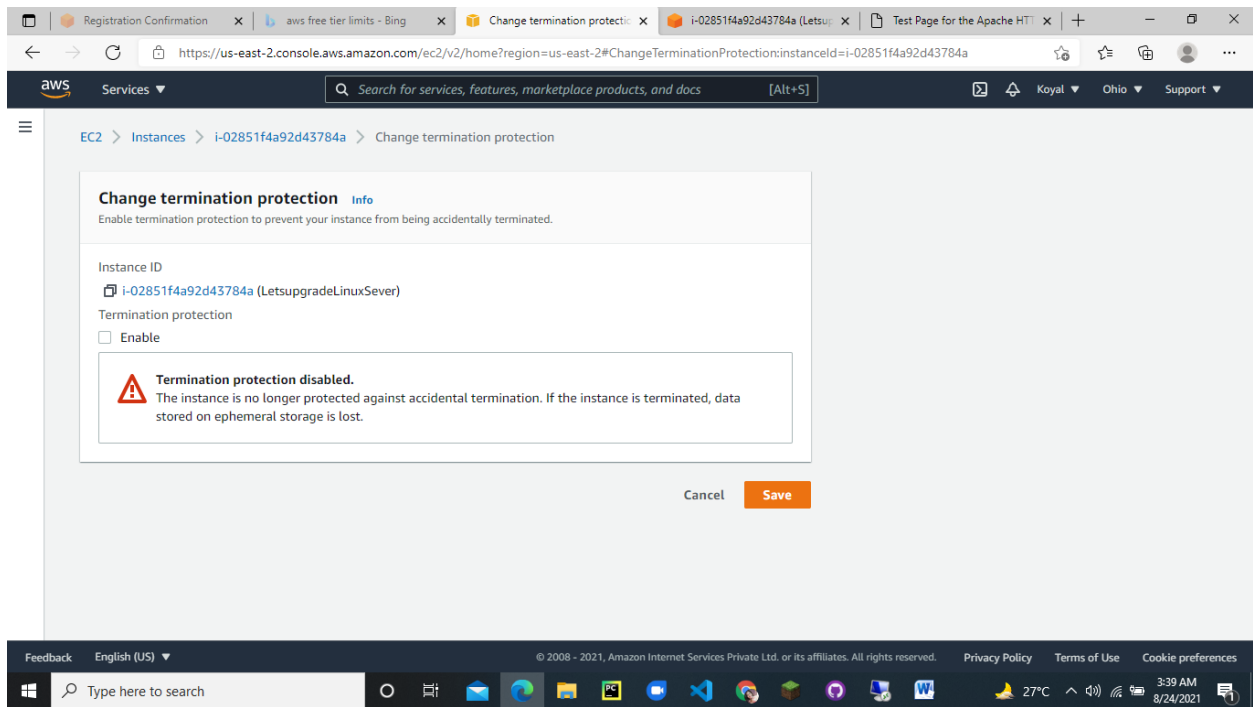 Registration Confirmation
aws free tier limits - Bing
Change termination protectic
i-02851f4a92d43784a (Letsup
Test Page for the Apache HTT
https://us-east-2.console.aws.amazon.com/ec2/v2/home?region=us-east-2#ChangeTerminationProtection:instanceId=i-02851f4a92d43784a
aws
Services
Search for services, features, marketplace products, and docs [Alt+S]
Koyal
Ohio
Support
EC2 > Instances > i-02851f4a92d43784a > Change termination protection
Change termination protection Info
Enable termination protection to prevent your instance from being accidentally terminated.
Instance ID
i-02851f4a92d43784a (LetsupgradeLinuxSever)
Termination protection
Enable
Termination protection disabled.
The instance is no longer protected against accidental termination. If the instance is terminated, data
stored on ephemeral storage is lost.
Cancel
Save
Feedback
English (US)
© 2008 - 2021, Amazon Internet Services Private Ltd. or its affiliates. All rights reserved.
Privacy Policy
Terms of Use
Cookie preferences
Type here to search
PC
W
27°C
3:39 AM
8/24/2021
1